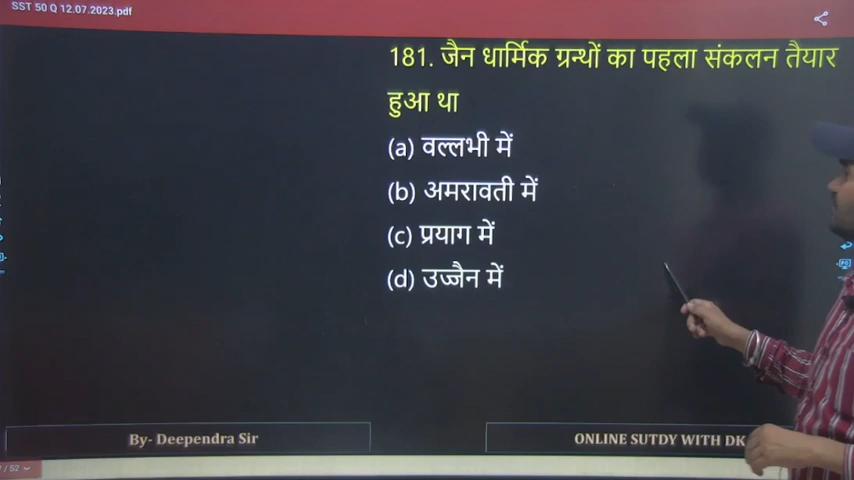 SST 50 Q 12.07.2023.pdf
181. जैन धार्मिक ग्रन्थों का पहला संकलन तैयार
हुआ था
(a) वल्लभी में
(b) अमरावती में
(c) प्रयाग में
(d) उज्जैन में
By- Deependra Sir
ONLINE SUTDY WITH DK
/ 52